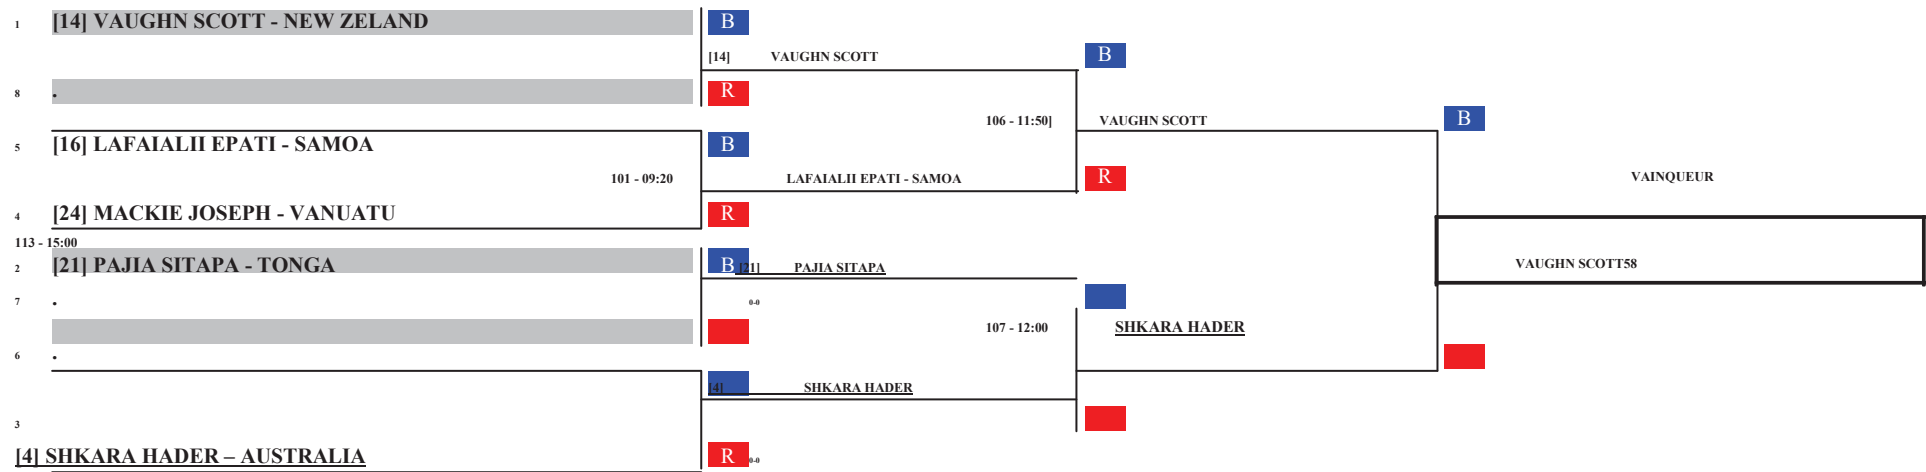 1 [14] VAUGHN SCOTT - NEW ZELAND B
[14] VAUGHN SCOTT B
8 . R
106 - 11:50] VAUGHN SCOTT B
5 [16] LAFAIALII EPATI - SAMOA B
101 - 09:20 LAFAIALII EPATI - SAMOA R VAINQUEUR
4 [24] MACKIE JOSEPH - VANUATU R
113 - 15:00
2 [21] PAJIA SITAPA - TONGA B [21] PAJIA SITAPA VAUGHN SCOTT58
7 . 0-0
107 - 12:00 SHKARA HADER
6 .
[4] SHKARA HADER
3
[4] SHKARA HADER – AUSTRALIA R 0-0